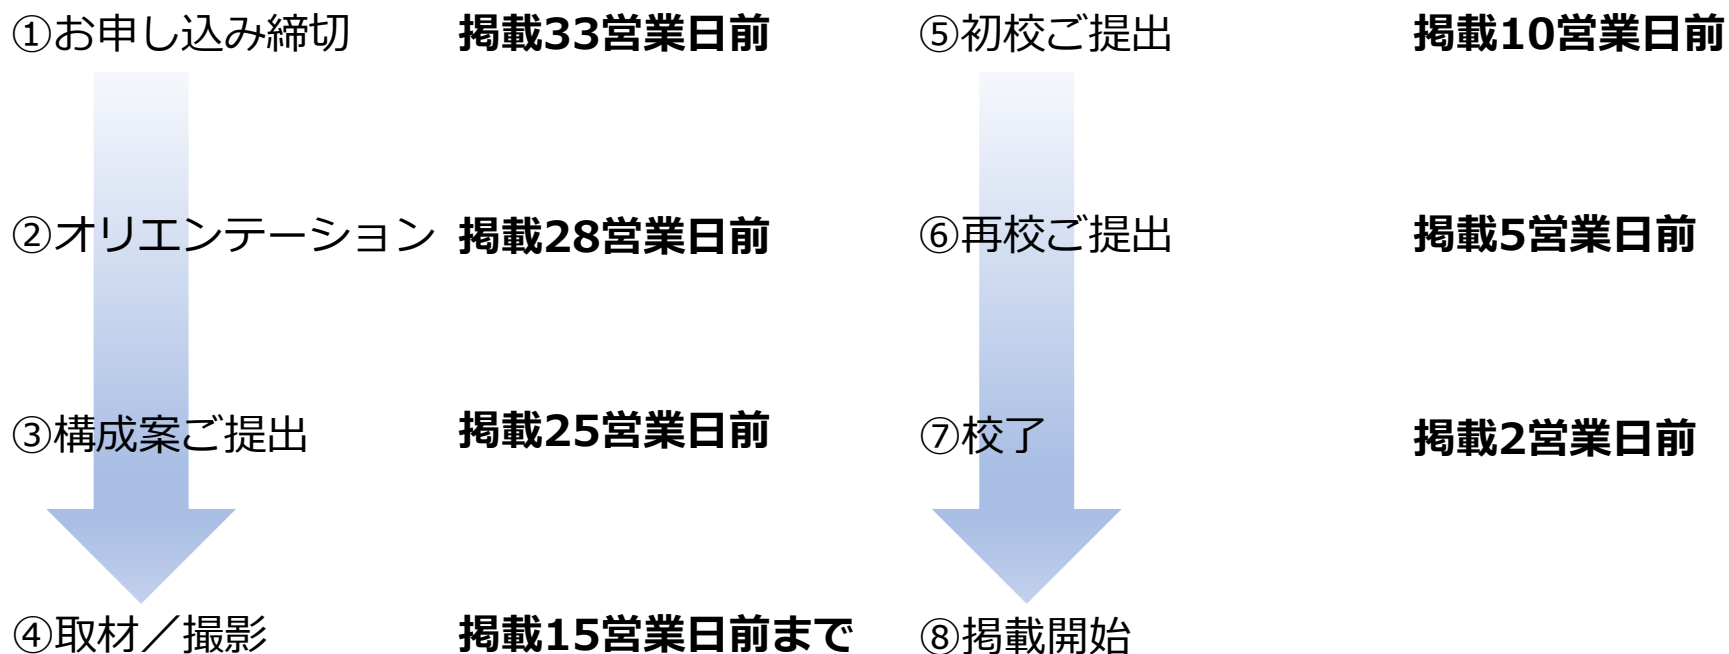 ①お申し込み締切 掲載33営業日前
②オリエンテーション 掲載28営業日前
③構成案ご提出 掲載25営業日前
④取材／撮影 掲載15営業日前まで
⑤初校ご提出 掲載10営業日前
⑥再校ご提出 掲載5営業日前
⑦校了 掲載2営業日前
⑧掲載開始